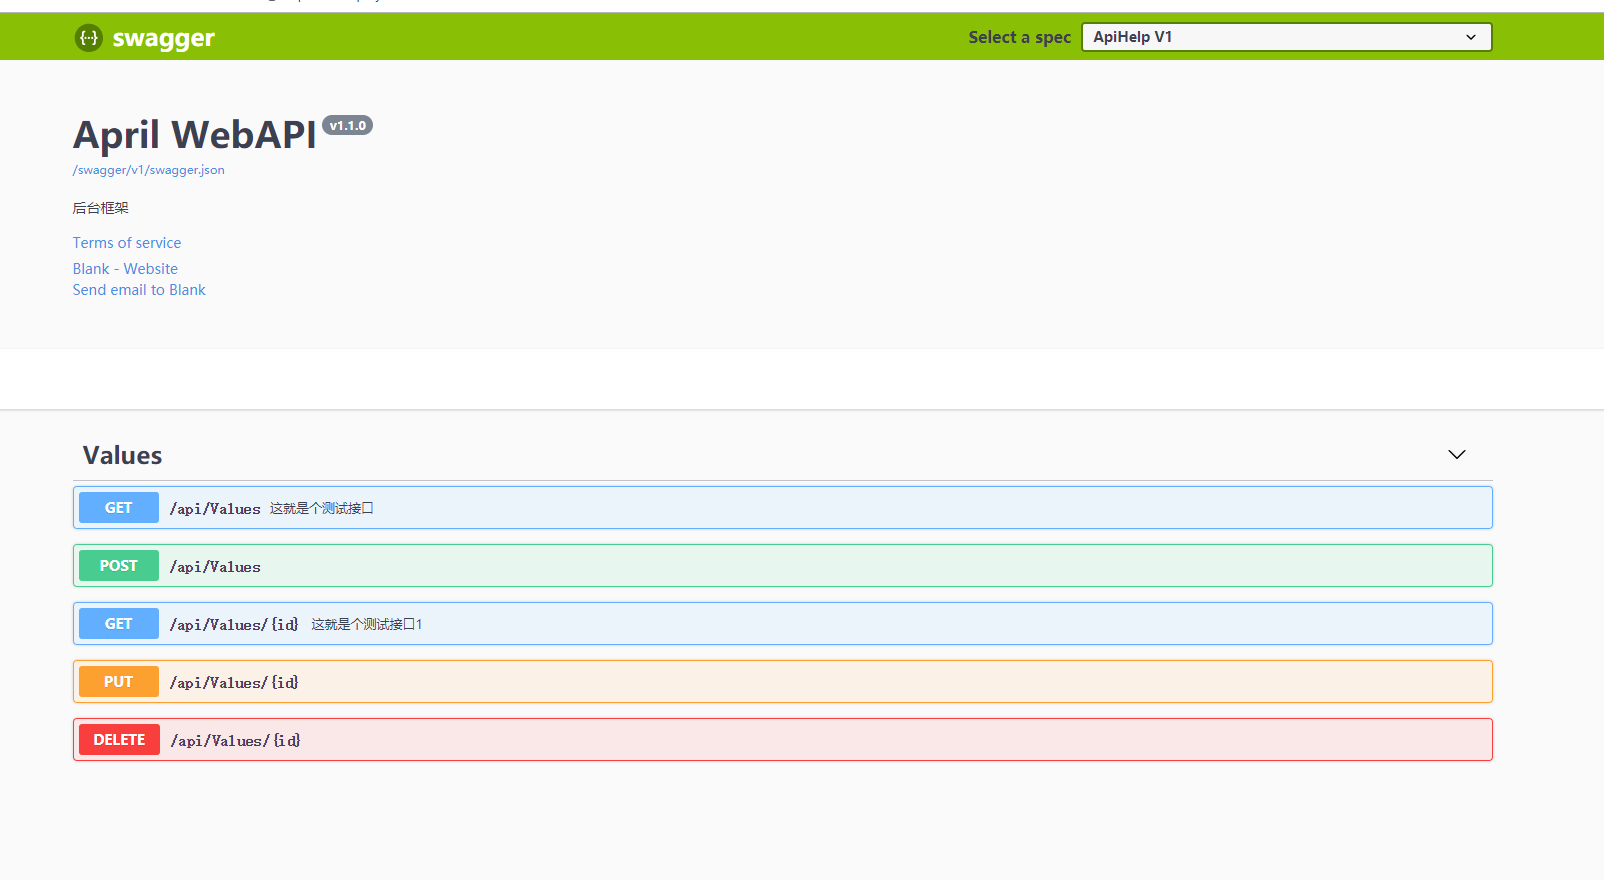 swagger
Select a spec ApiHelp V1
April WebAPI v1.1.0
/swagger/v1/swagger.json
后台框架
Terms of service
Blank - Website
Send email to Blank
Values
GET /api/Values 这就是个测试接口
POST /api/Values
GET /api/Values/{id} 这就是个测试接口1
PUT /api/Values/{id}
DELETE /api/Values/{id}